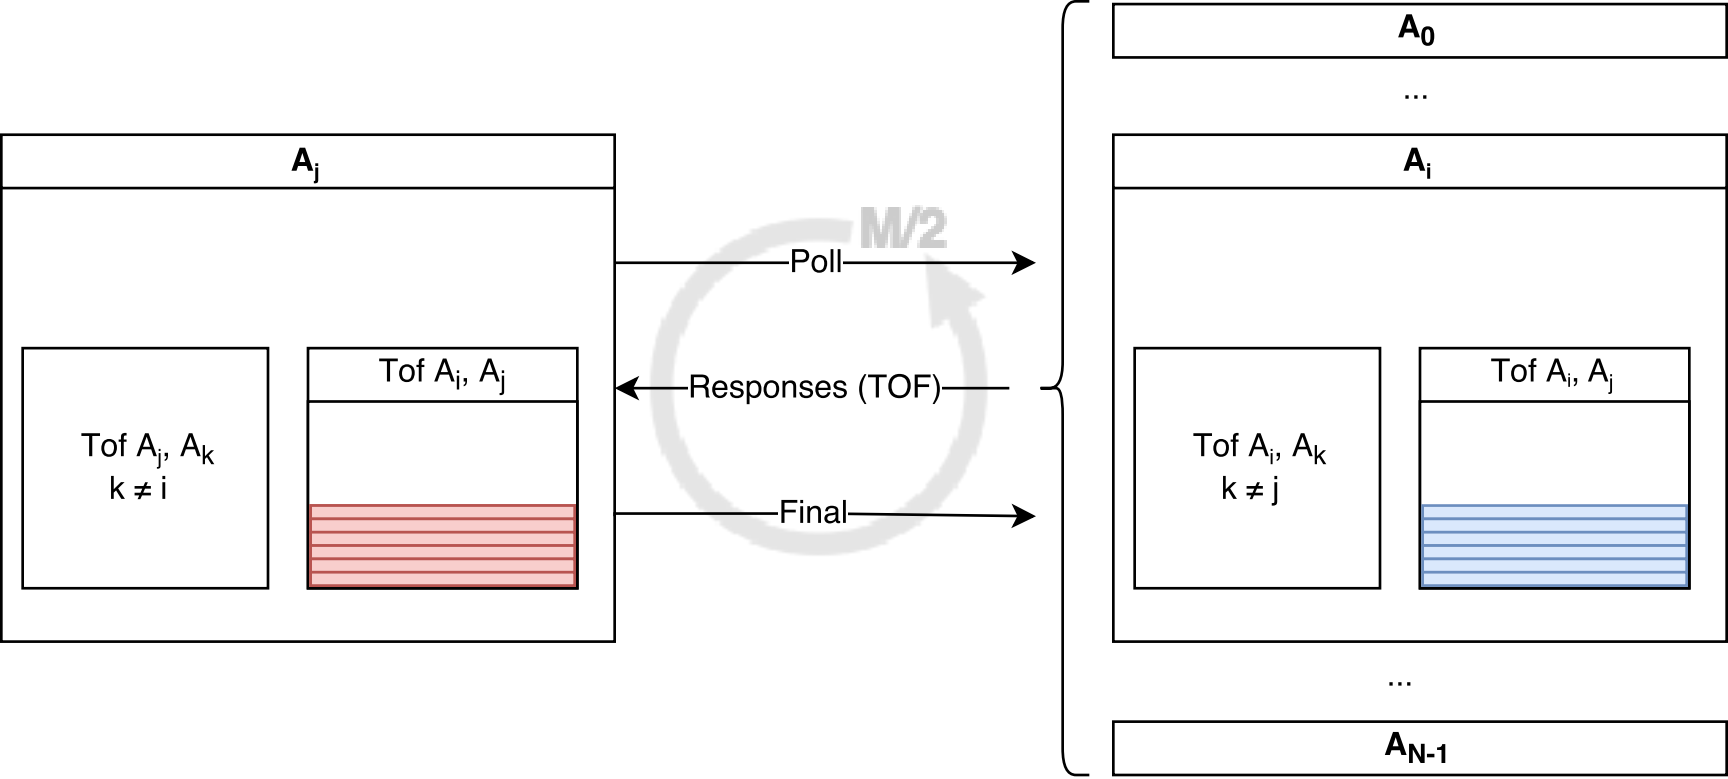 A0
...
Aj
Ai
M/2
Poll
Tof Ai, Aj
Tof Ai, Aj
Responses (TOF)
Tof Aj, Ak
k ≠ i
Tof Ai, Ak
k ≠ j
Final
...
AN-1